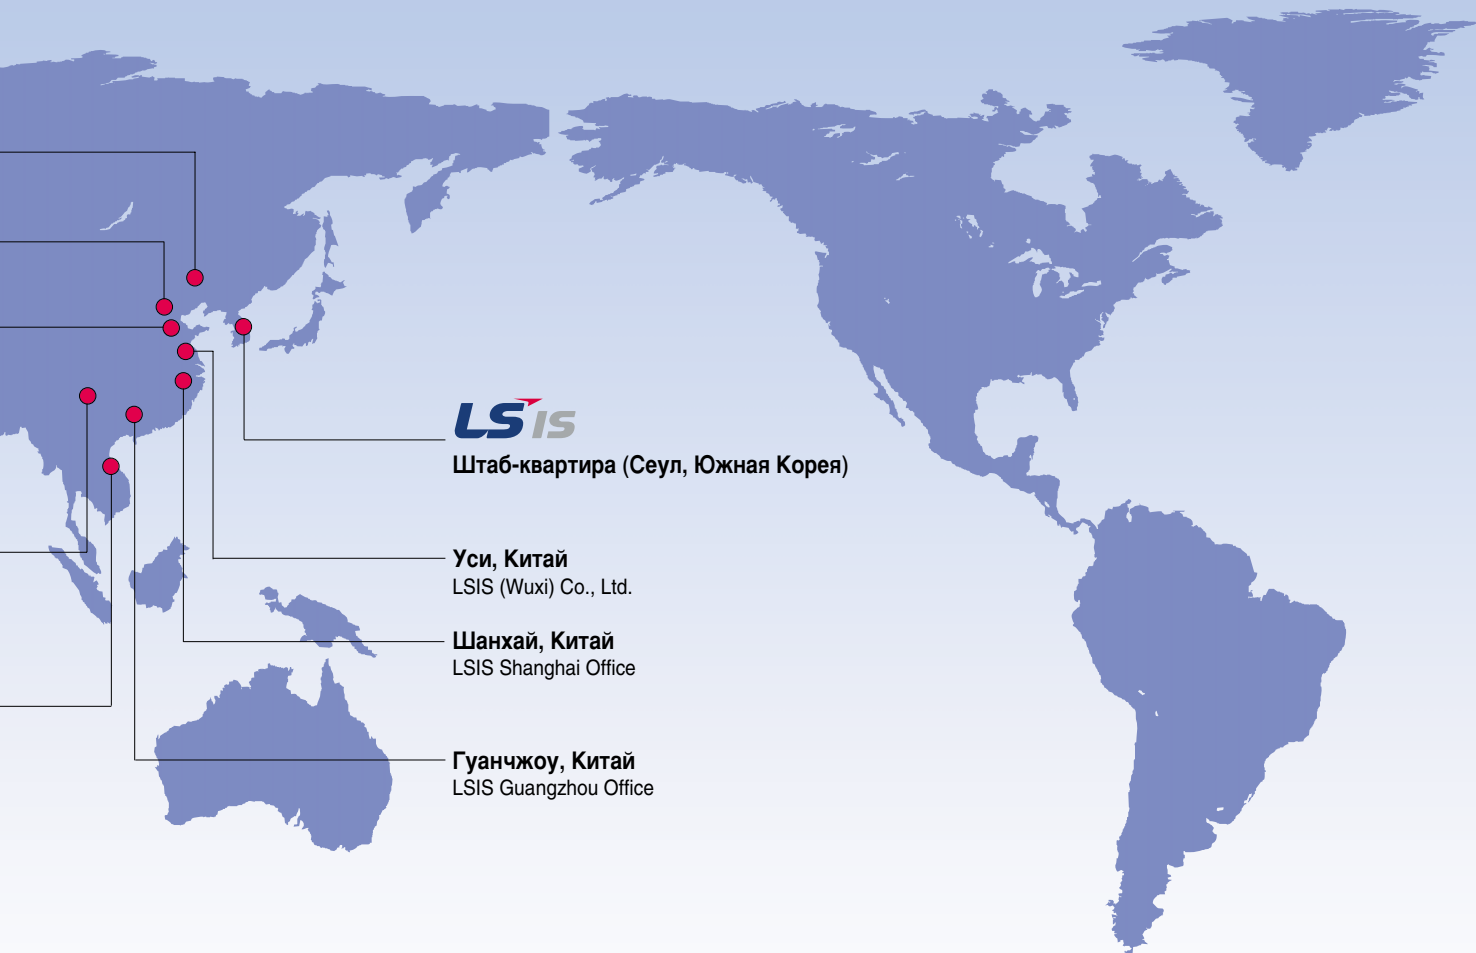 LSIS
Штаб-квартира (Сеул, Южная Корея)
Уси, Китай
LSIS (Wuxi) Co., Ltd.
Шанхай, Китай
LSIS Shanghai Office
Гуанчжоу, Китай
LSIS Guangzhou Office